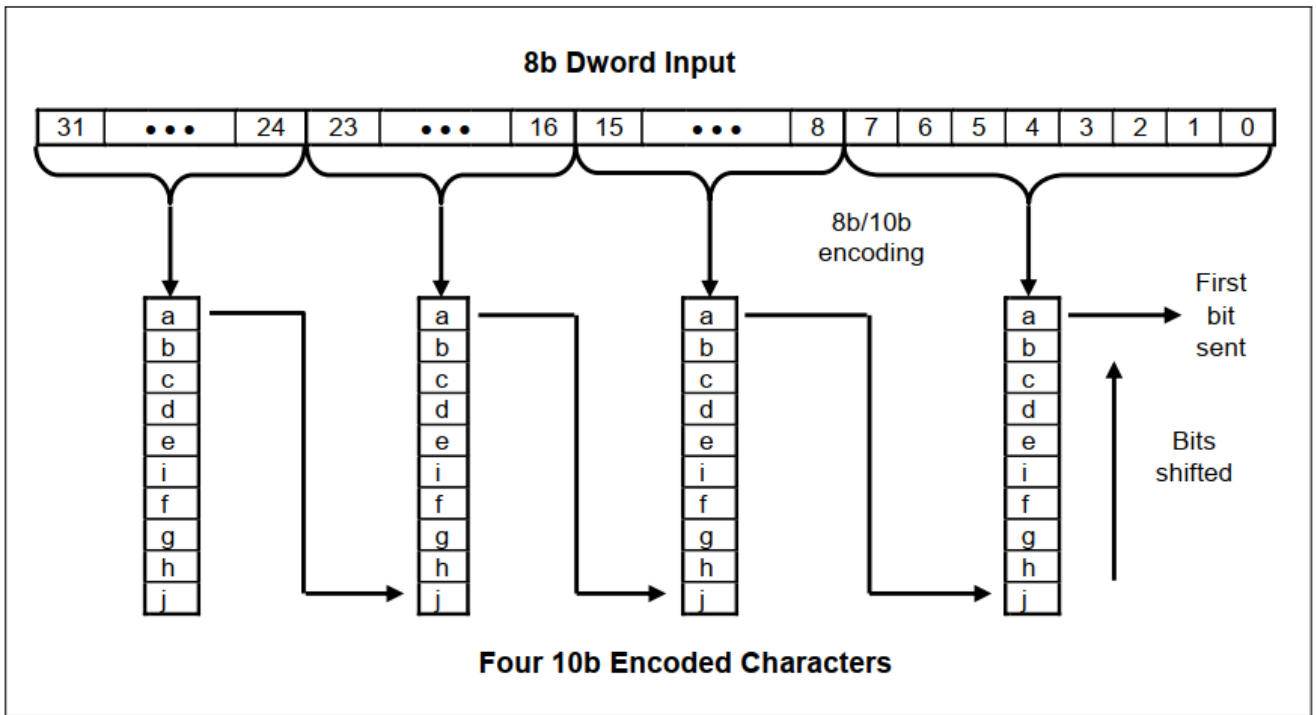 8b Dword Input
31 ••• 24 23 ••• 16 15 ••• 8 7 6 5 4 3 2 1 0
8b/10b
encoding
First
bit
sent
a a a a
b b b b
c c c c
d d d d
e e e e
i i i i
f f f f
g g g g
h h h h
j j j j
Bits
shifted
Four 10b Encoded Characters